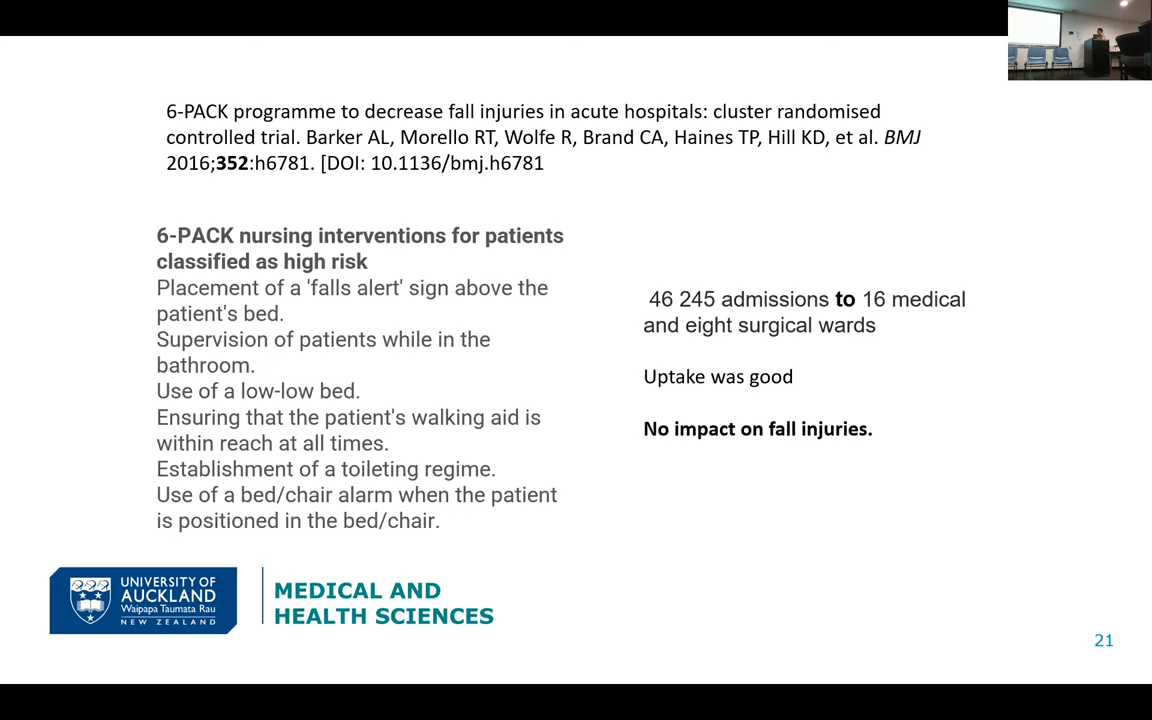 6-PACK programme to decrease fall injuries in acute hospitals: cluster randomised
controlled trial. Barker AL, Morello RT, Wolfe R, Brand CA, Haines TP, Hill KD, et al. BMJ
2016;352:h6781. [DOI: 10.1136/bmj.h6781
6-PACK nursing interventions for patients
classified as high risk
Placement of a 'falls alert' sign above the
patient's bed.
Supervision of patients while in the
bathroom.
Use of a low-low bed.
Ensuring that the patient's walking aid is
within reach at all times.
Establishment of a toileting regime.
Use of a bed/chair alarm when the patient
is positioned in the bed/chair.
46 245 admissions to 16 medical
and eight surgical wards
Uptake was good
No impact on fall injuries.
UNIVERSITY OF
AUCKLAND
Waipapa Taumata Rau
NEW ZEALAND
MEDICAL AND
HEALTH SCIENCES
21